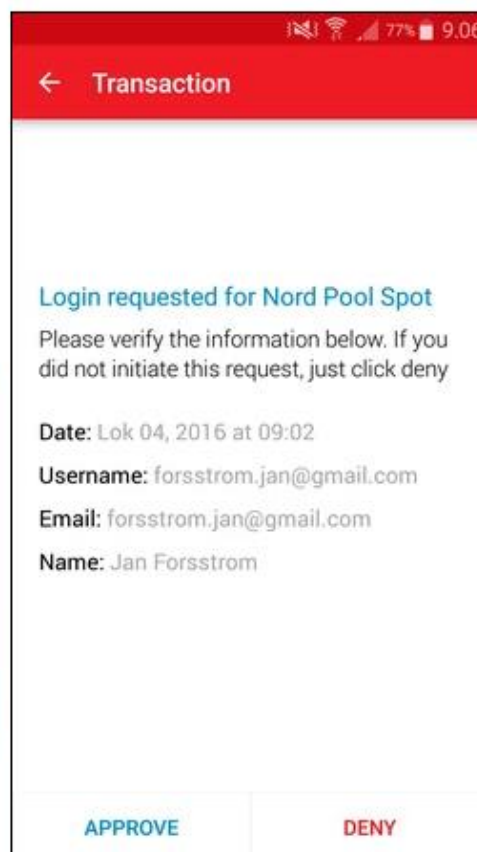 77% 9.06
Transaction
Login requested for Nord Pool Spot
Please verify the information below. If you
did not initiate this request, just click deny
Date: Lok 04, 2016 at 09:02
Username: forsstrom.jan@gmail.com
Email: forsstrom.jan@gmail.com
Name: Jan Forsstrom
APPROVE DENY